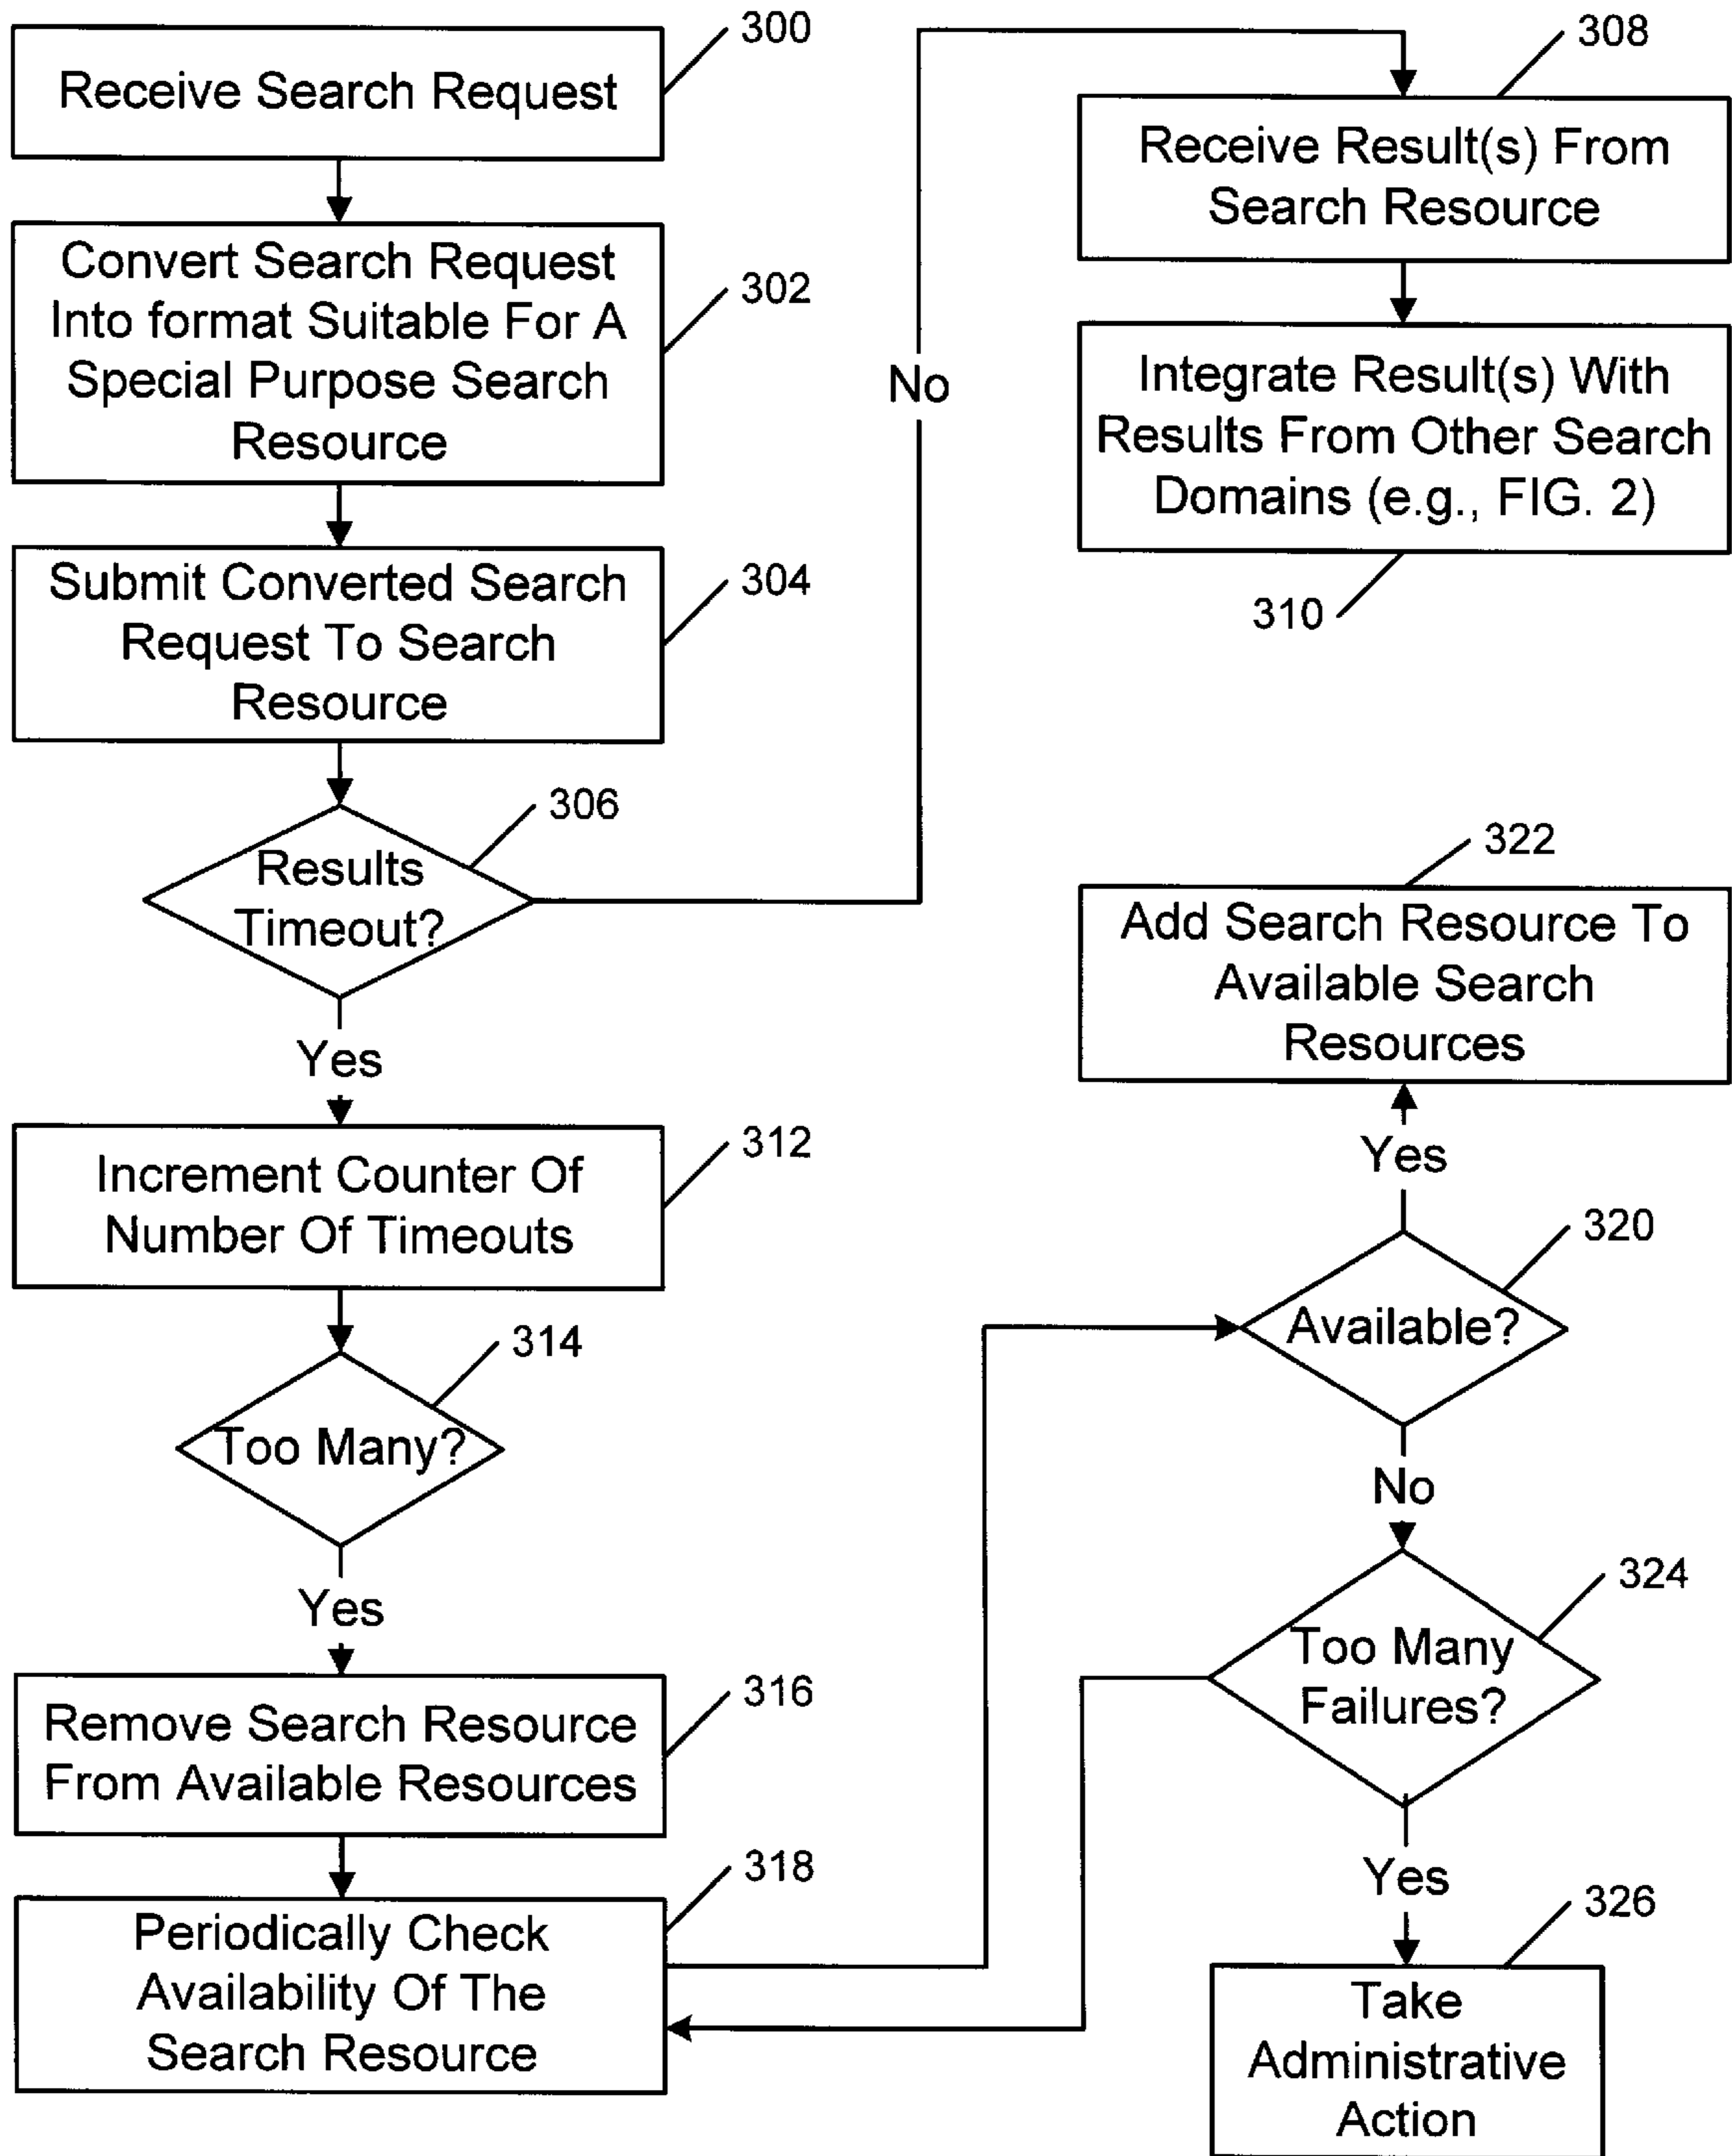 300
Receive Search Request
Convert Search Request
Into format Suitable For A
Special Purpose Search
Resource
302
Submit Converted Search
Request To Search
Resource
304
306
Results
Timeout?
No
Yes
308
Receive Result(s) From
Search Resource
Integrate Result(s) With
Results From Other Search
Domains (e.g., FIG. 2)
310
312
Increment Counter Of
Number Of Timeouts
314
Too Many?
Yes
316
Remove Search Resource
From Available Resources
318
Periodically Check
Availability Of The
Search Resource
322
Add Search Resource To
Available Search
Resources
Yes
320
Available?
No
324
Too Many
Failures?
Yes
326
Take
Administrative
Action